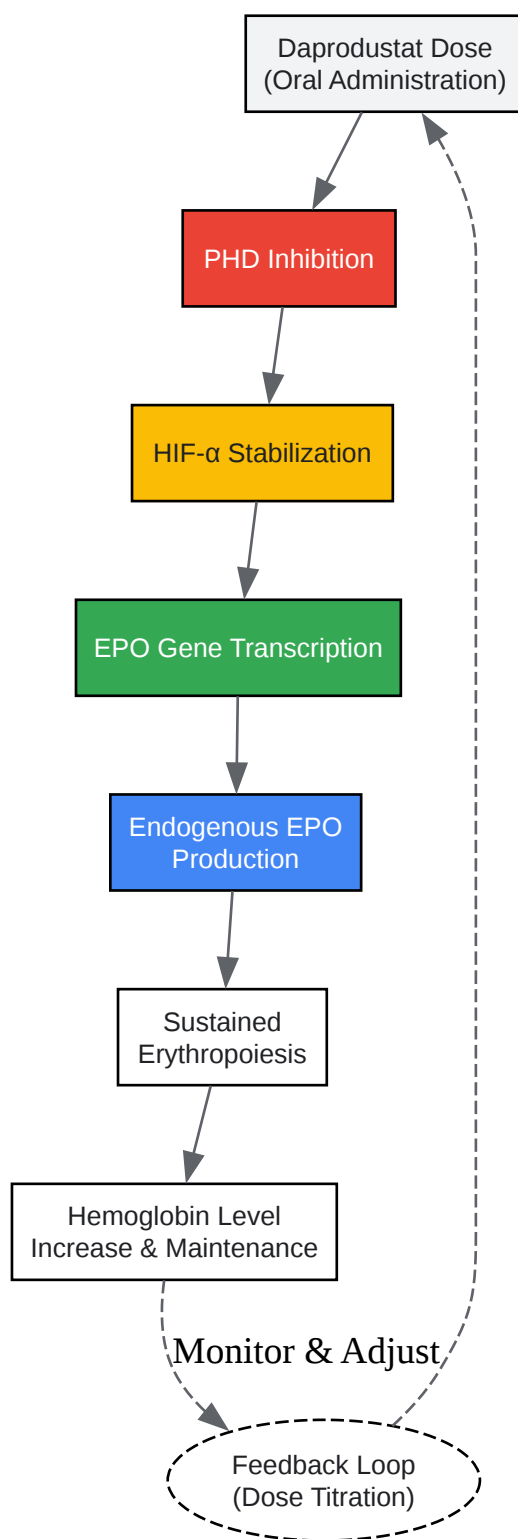 Daprodustat Dose
(Oral Administration)
PHD Inhibition
HIF-α Stabilization
EPO Gene Transcription
Endogenous EPO
Production
Sustained
Erythropoiesis
Hemoglobin Level
Increase & Maintenance
Monitor & Adjust
Feedback Loop
(Dose Titration)